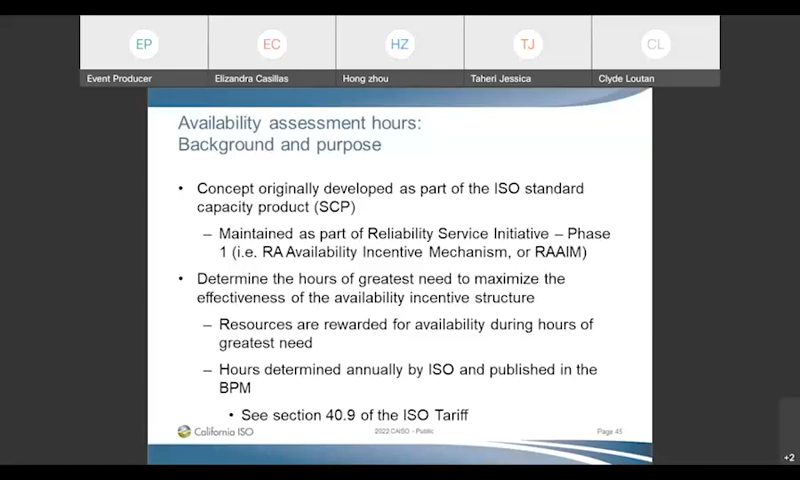 EP
EC
HZ
TJ
CL
Event Producer
Elizandra Casillas
Hong zhou
Taheri Jessica
Clyde Loutan
Availability assessment hours:
Background and purpose
• Concept originally developed as part of the ISO standard
capacity product (SCP)
– Maintained as part of Reliability Service Initiative – Phase
1 (i.e. RA Availability Incentive Mechanism, or RAAIM)
• Determine the hours of greatest need to maximize the
effectiveness of the availability incentive structure
– Resources are rewarded for availability during hours of
greatest need
– Hours determined annually by ISO and published in the
BPM
• See section 40.9 of the ISO Tariff
California ISO
2022 CAISO - Public
Page 45
+2